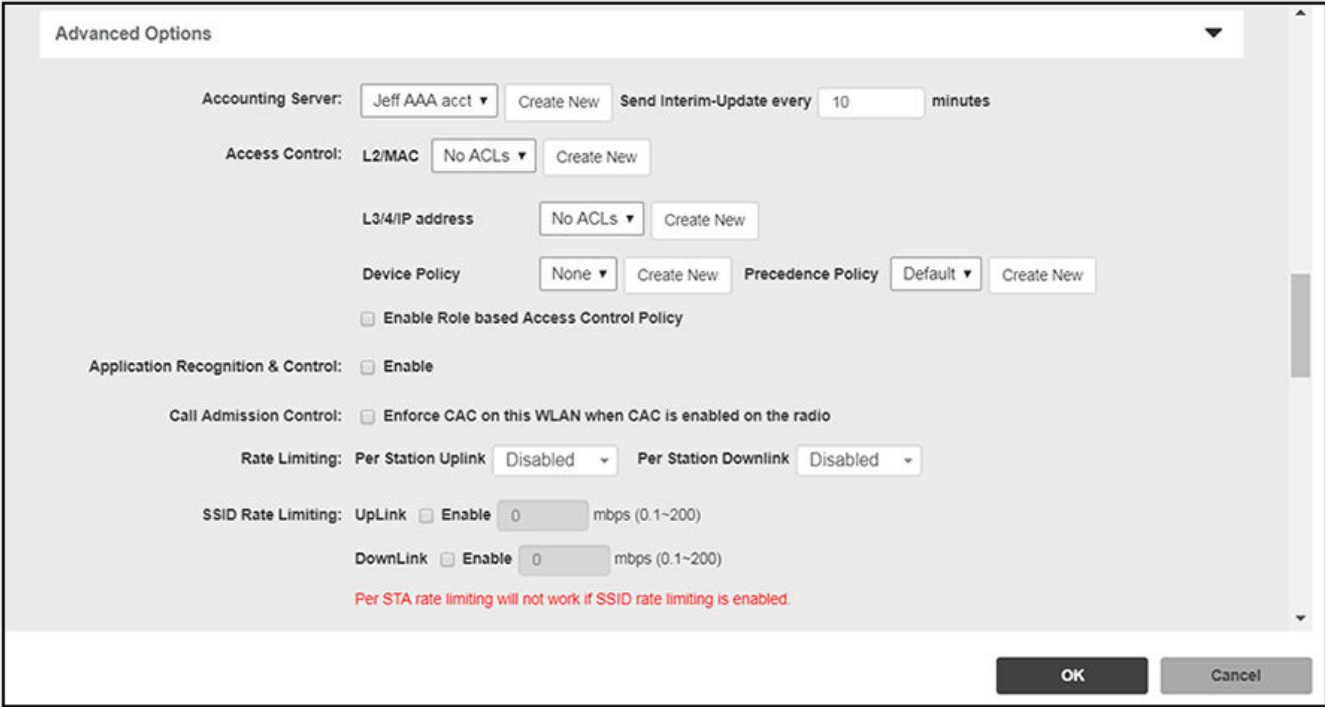 Advanced Options
Accounting Server: Jeff AAA acct Create New Send Interim-Update every 10 minutes
Access Control: L2/MAC No ACLs Create New
L3/4/IP address No ACLs Create New
Device Policy None Create New Precedence Policy Default Create New
Enable Role based Access Control Policy
Application Recognition & Control: Enable
Call Admission Control: Enforce CAC on this WLAN when CAC is enabled on the radio
Rate Limiting: Per Station Uplink Disabled Per Station Downlink Disabled
SSID Rate Limiting: UpLink Enable 0 mbps (0.1~200)
DownLink Enable 0 mbps (0.1~200)
Per STA rate limiting will not work if SSID rate limiting is enabled.
OK Cancel